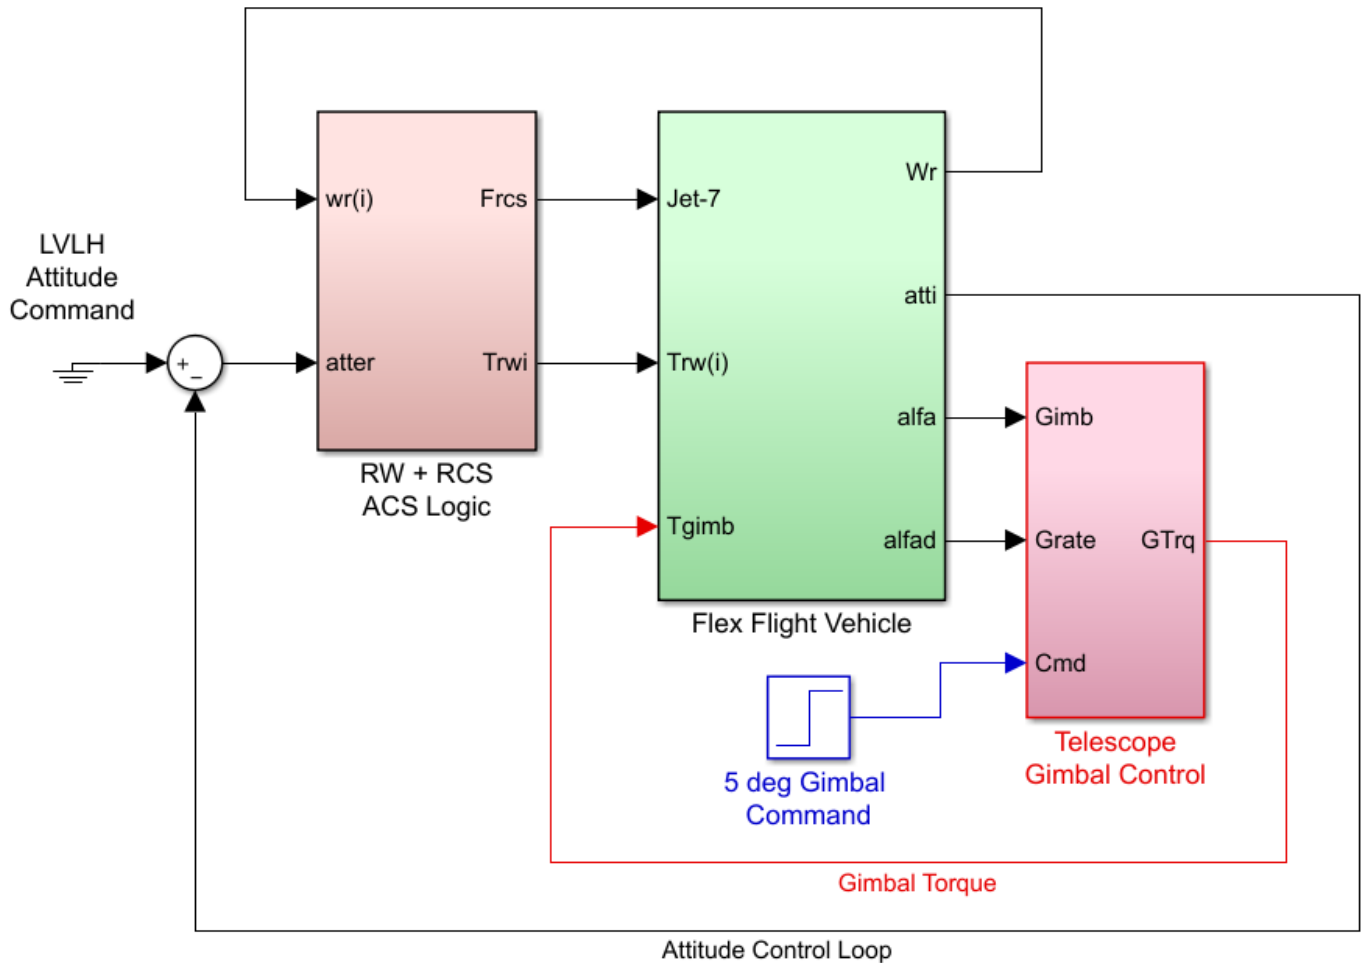 LVLH
Attitude
Command
+
_
wr(i)
atter
Frcs
Trwi
RW + RCS
ACS Logic
Jet-7
Trw(i)
Tgimb
Wr
atti
alfa
alfad
Flex Flight Vehicle
Gimb
Grate
Cmd
GTrq
Telescope
Gimbal Control
5 deg Gimbal
Command
Gimbal Torque
Attitude Control Loop